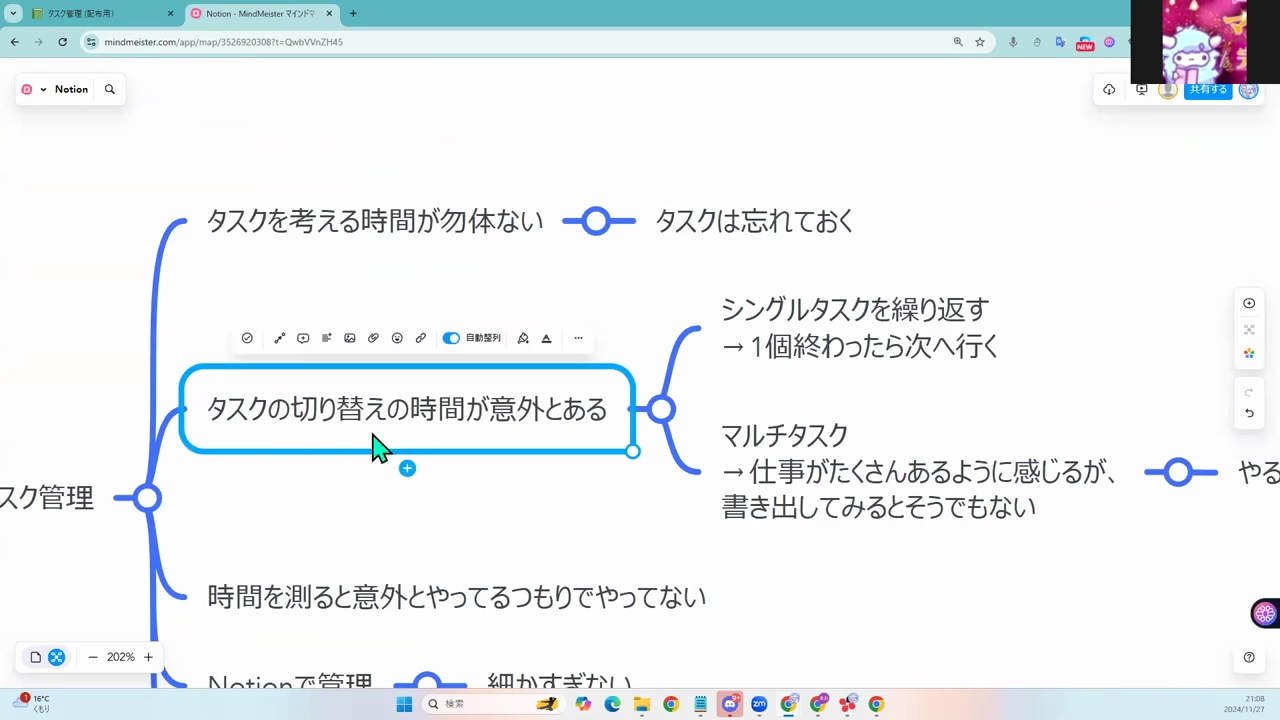 タスク管理 (配布用)
Notion - MindMeister マインドマ
mindmeister.com/app/map/3526920308?t=QwbVVnZH45
NEW
Notion
共有する
タスクを考える時間が勿体ない
タスクは忘れておく
シングルタスクを繰り返す
→ 1個終わったら次へ行く
自動整列
タスクの切り替えの時間が意外とある
マルチタスク
→ 仕事がたくさんあるように感じるが、
書き出してみるとそうでもない
やる
スク管理
時間を測ると意外とやってるつもりでやってない
202%
Notionで管理
細かすぎない
16°C
くもり
検索
21:08
2024/11/27